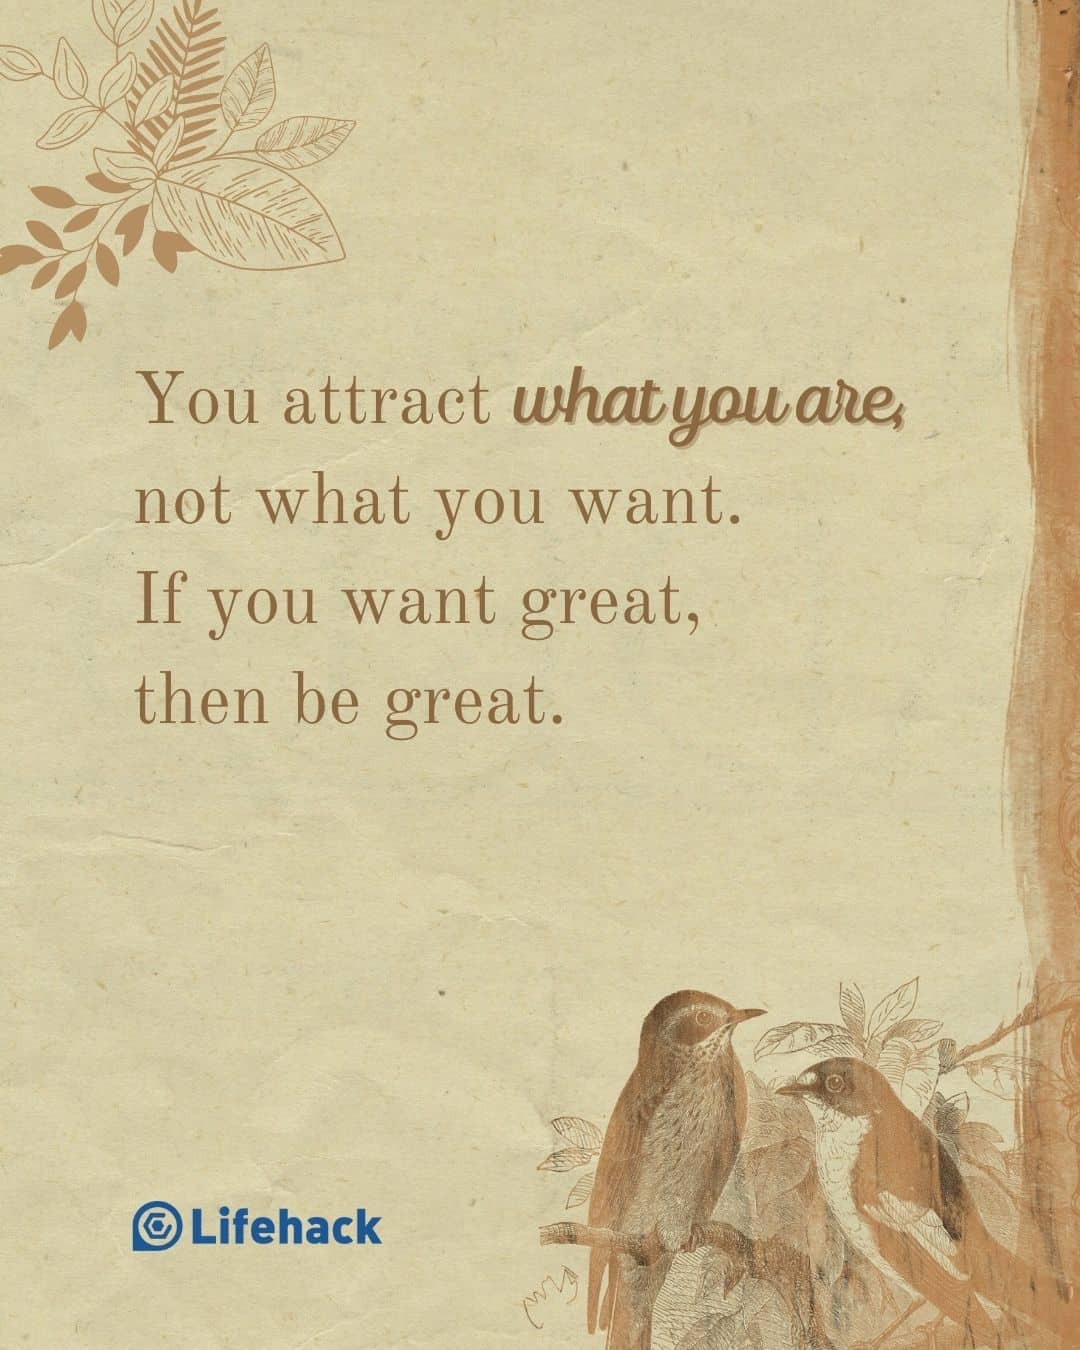 You attract what you are,
not what you want.
If you want great,
then be great.
Lifehack